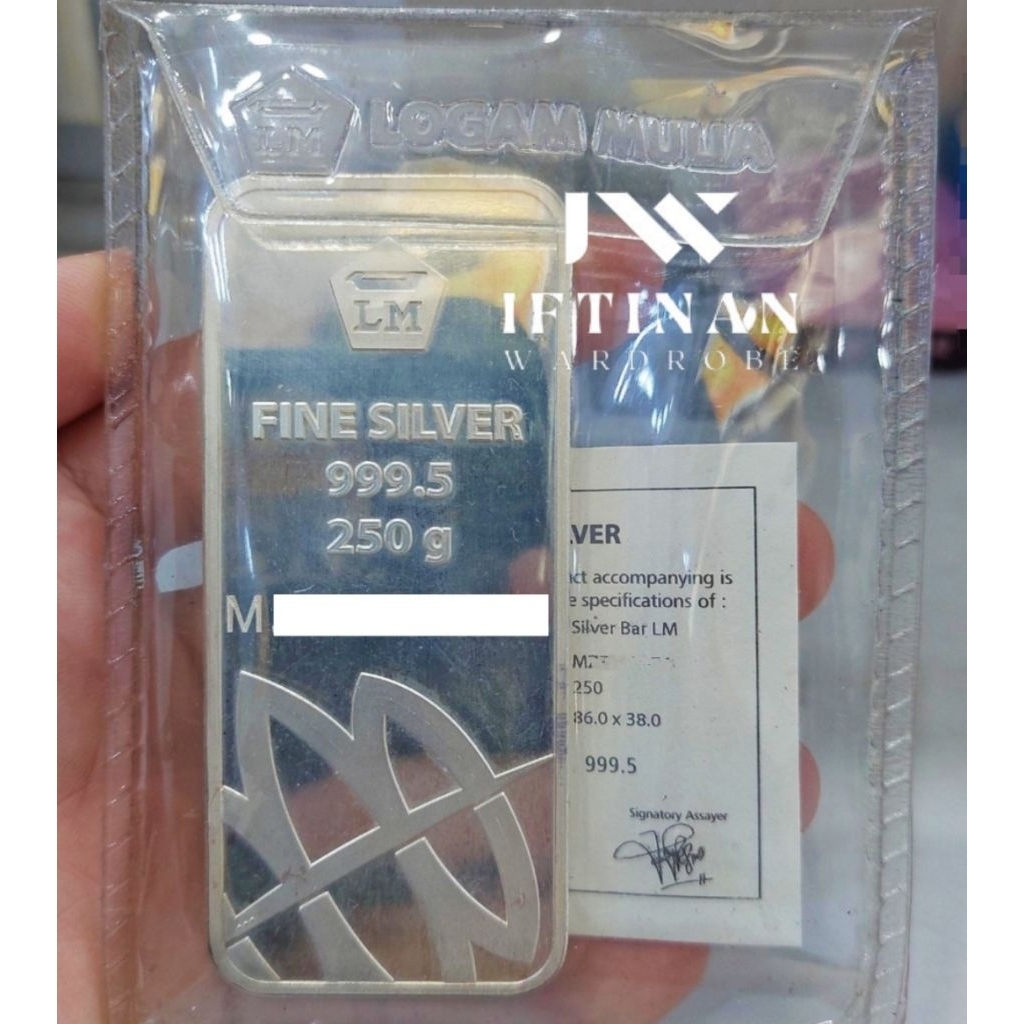 LM LOGAM MULIA
IFTINAN
WARDROBE
LM
FINE SILVER
999.5
250 g
M
LVER
ct accompanying is
e specifications of :
Silver Bar LM
250
86.0 x 38.0
999.5
Signatory Assayer